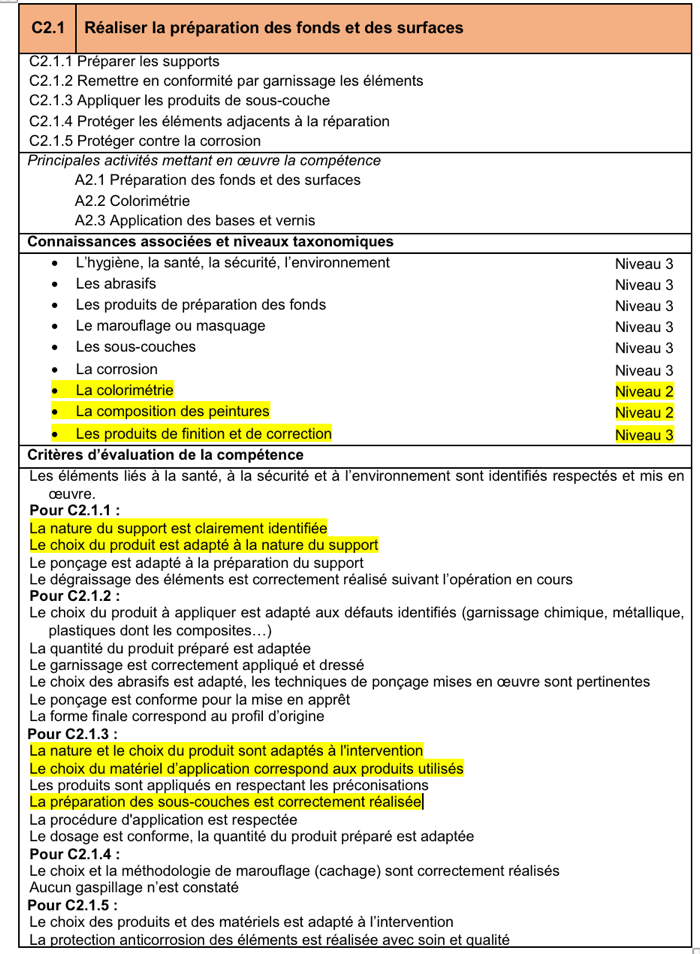 C2.1 Réaliser la préparation des fonds et des surfaces
C2.1.1 Préparer les supports
C2.1.2 Remettre en conformité par garnissage les éléments
C2.1.3 Appliquer les produits de sous-couche
C2.1.4 Protéger les éléments adjacents à la réparation
C2.1.5 Protéger contre la corrosion
Principales activités mettant en œuvre la compétence
A2.1 Préparation des fonds et des surfaces
A2.2 Colorimétrie
A2.3 Application des bases et vernis
Connaissances associées et niveaux taxonomiques
• L’hygiène, la santé, la sécurité, l’environnement Niveau 3
• Les abrasifs Niveau 3
• Les produits de préparation des fonds Niveau 3
• Le marouflage ou masquage Niveau 3
• Les sous-couches Niveau 3
• La corrosion Niveau 3
• La colorimétrie Niveau 2
• La composition des peintures Niveau 2
• Les produits de finition et de correction Niveau 3
Critères d’évaluation de la compétence
Les éléments liés à la santé, à la sécurité et à l’environnement sont identifiés respectés et mis en
œuvre.
Pour C2.1.1 :
La nature du support est clairement identifiée
Le choix du produit est adapté à la nature du support
Le ponçage est adapté à la préparation du support
Le dégraissage des éléments est correctement réalisé suivant l’opération en cours
Pour C2.1.2 :
Le choix du produit à appliquer est adapté aux défauts identifiés (garnissage chimique, métallique,
plastiques dont les composites…)
La quantité du produit préparé est adaptée
Le garnissage est correctement appliqué et dressé
Le choix des abrasifs est adapté, les techniques de ponçage mises en œuvre sont pertinentes
Le ponçage est conforme pour la mise en apprêt
La forme finale correspond au profil d’origine
Pour C2.1.3 :
La nature et le choix du produit sont adaptés à l'intervention
Le choix du matériel d’application correspond aux produits utilisés
Les produits sont appliqués en respectant les préconisations
La préparation des sous-couches est correctement réalisée
La procédure d'application est respectée
Le dosage est conforme, la quantité du produit préparé est adaptée
Pour C2.1.4 :
Le choix et la méthodologie de marouflage (cachage) sont correctement réalisés
Aucun gaspillage n’est constaté
Pour C2.1.5 :
Le choix des produits et des matériels est adapté à l’intervention
La protection anticorrosion des éléments est réalisée avec soin et qualité